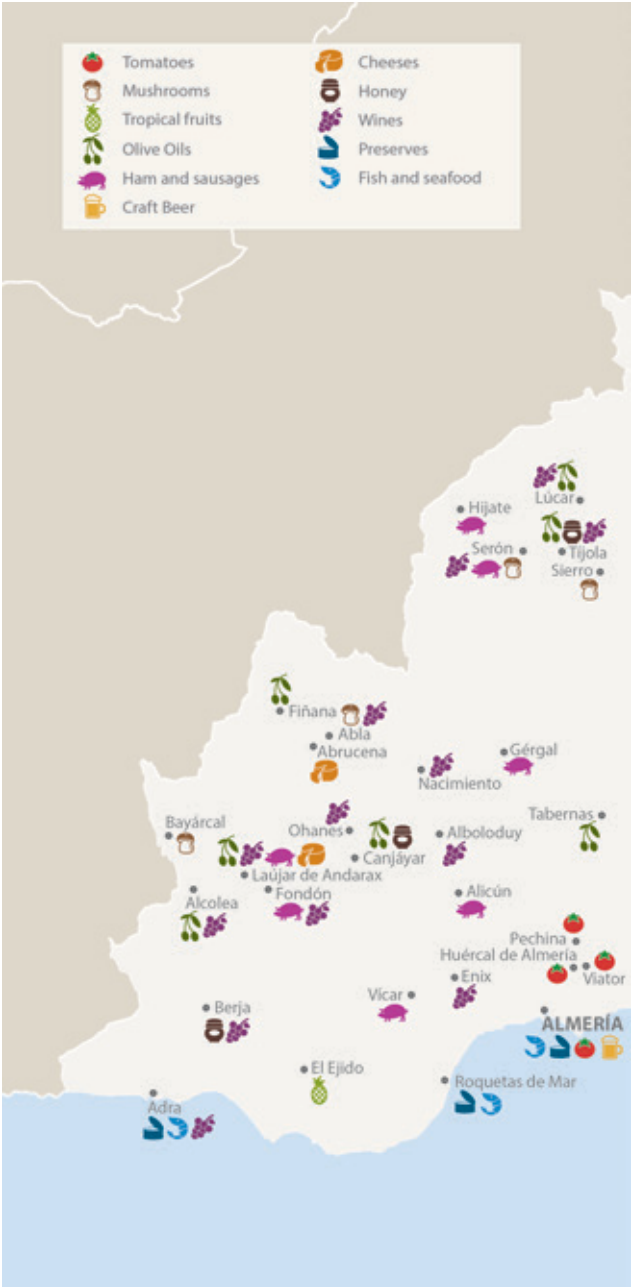 Tomatoes
Mushrooms
Tropical fruits
Olive Oils
Ham and sausages
Craft Beer
Cheeses
Honey
Wines
Preserves
Fish and seafood
Lúcar
Hijate
Serón
Tíjola
Sierro
Fiñana
Abla
Abrucena
Gérgal
Nacimiento
Tabernas
Bayárcal
Ohanes
Alboloduy
Canjáyar
Laújar de Andarax
Fondón
Alcolea
Alicún
Pechina
Huércal de Almería
Viator
Enix
Vícar
Berja
ALMERÍA
El Ejido
Roquetas de Mar
Adra